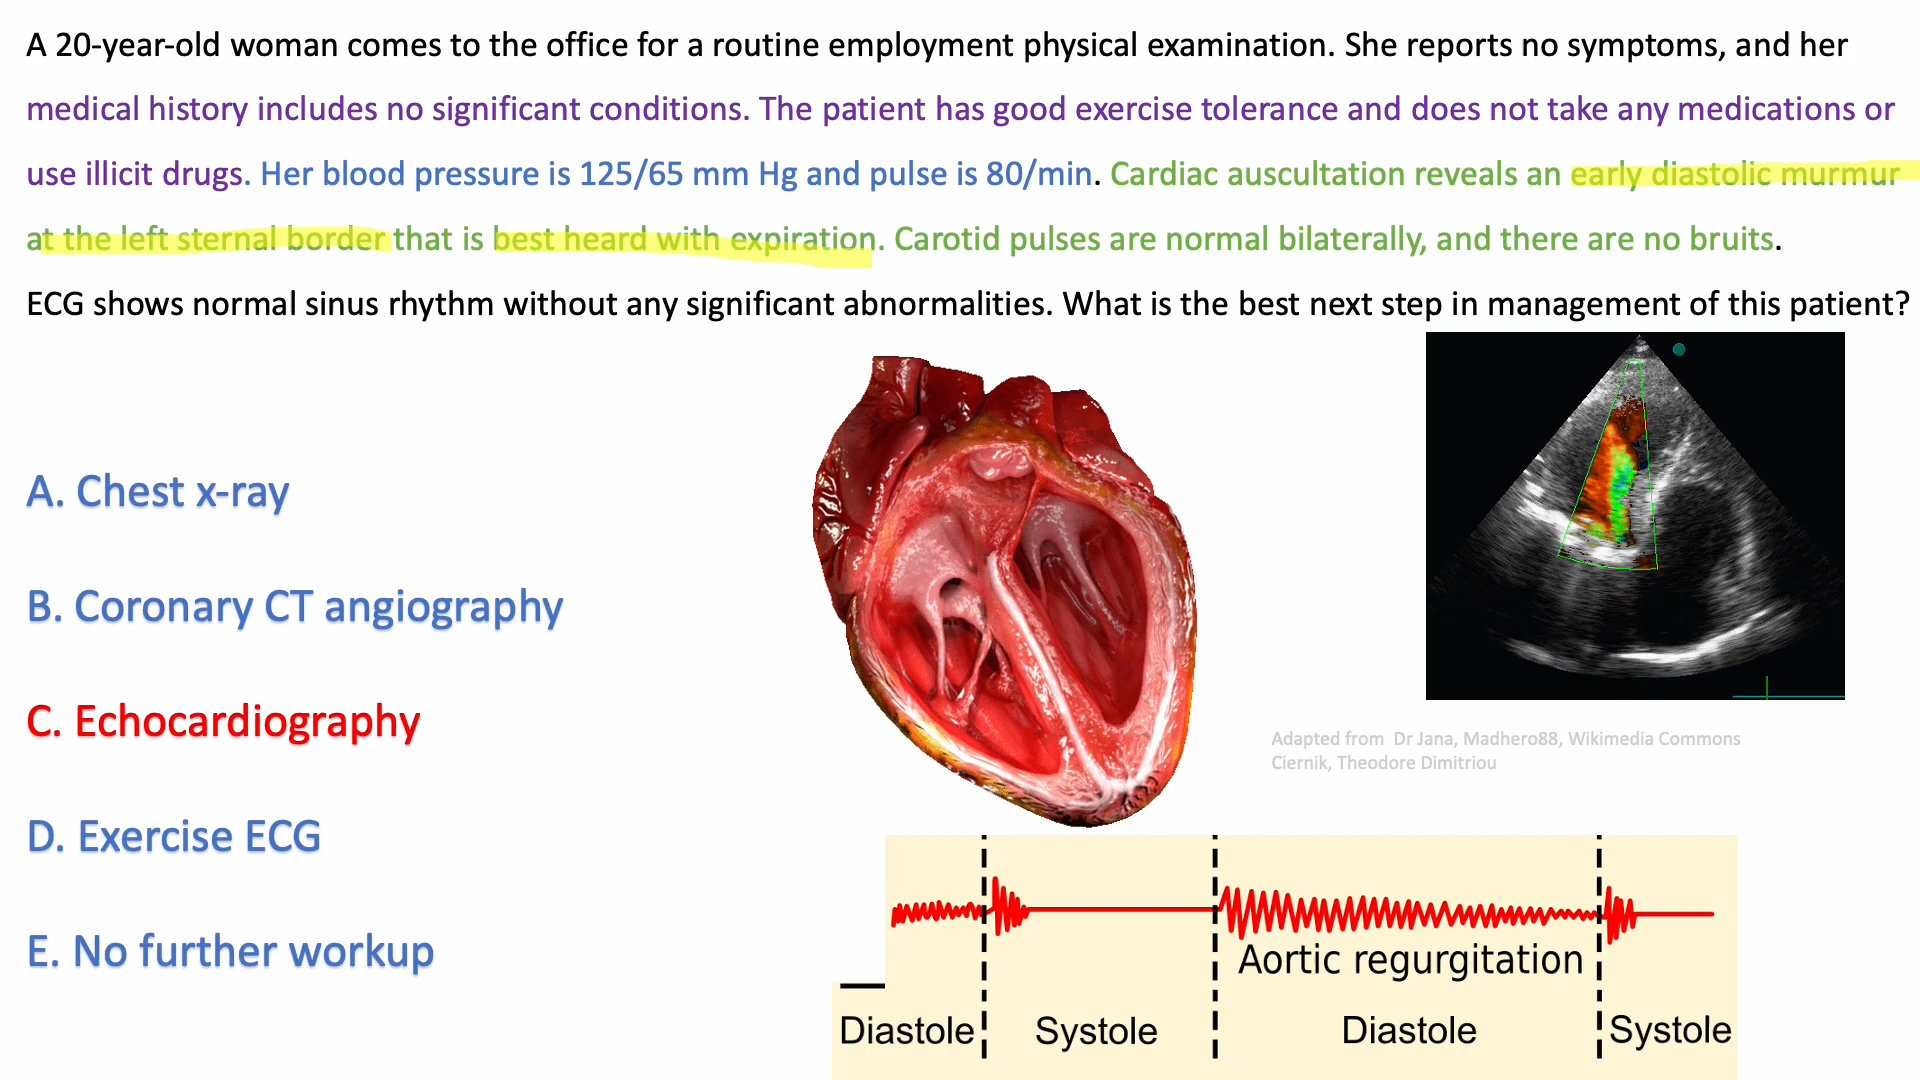 A 20-year-old woman comes to the office for a routine employment physical examination. She reports no symptoms, and her
medical history includes no significant conditions. The patient has good exercise tolerance and does not take any medications or
use illicit drugs. Her blood pressure is 125/65 mm Hg and pulse is 80/min. Cardiac auscultation reveals an early diastolic murmur
at the left sternal border that is best heard with expiration. Carotid pulses are normal bilaterally, and there are no bruits.
ECG shows normal sinus rhythm without any significant abnormalities. What is the best next step in management of this patient?
A. Chest x-ray
B. Coronary CT angiography
C. Echocardiography
D. Exercise ECG
E. No further workup
Adapted from Dr Jana, Madhero88, Wikimedia Commons
Ciernik, Theodore Dimitriou
Aortic regurgitation
Diastole Systole Diastole Systole